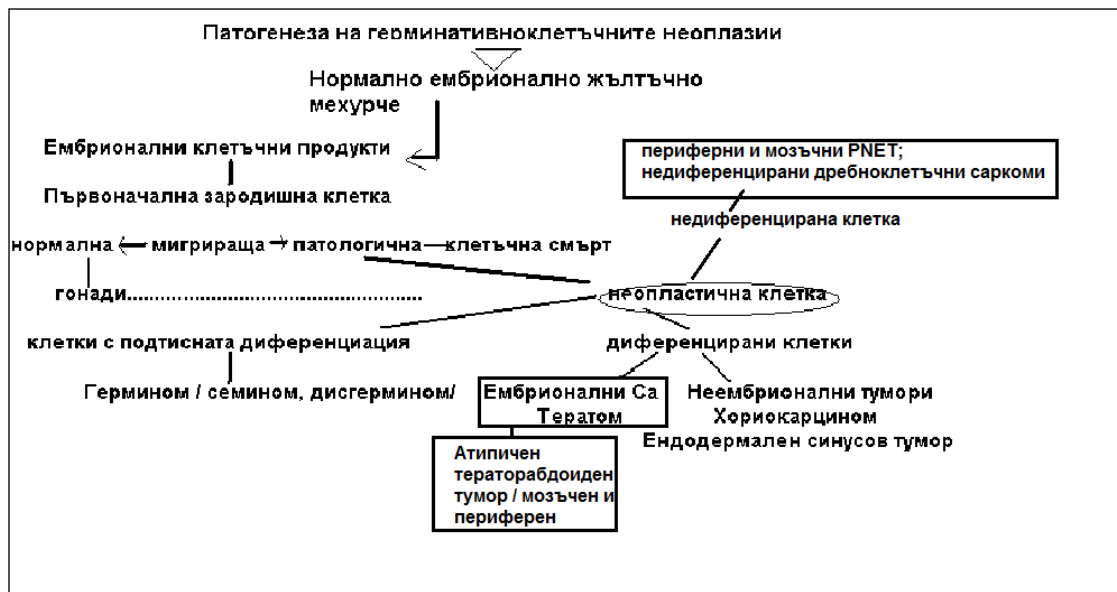 Патогенеза на герминативноклетъчните неоплазии
Нормално ембрионално жълтъчно
мехурче
Ембрионални клетъчни продукти
периферни и мозъчни PNET;
недиференцирани дребноклетъчни саркоми
Първоначална зародишна клетка
недиференцирана клетка
нормална мигрираща патологична клетъчна смърт
гонади.......................................................
неопластична клетка
клетки с подтисната диференциация
диференцирани клетки
Гермином / семином, дисгермином/
Ембрионални Са
Тератом
Неембрионални тумори
Хориокарцином
Ендодермален синусов тумор
Атипичен
тераторабдоиден
тумор / мозъчен и
периферен